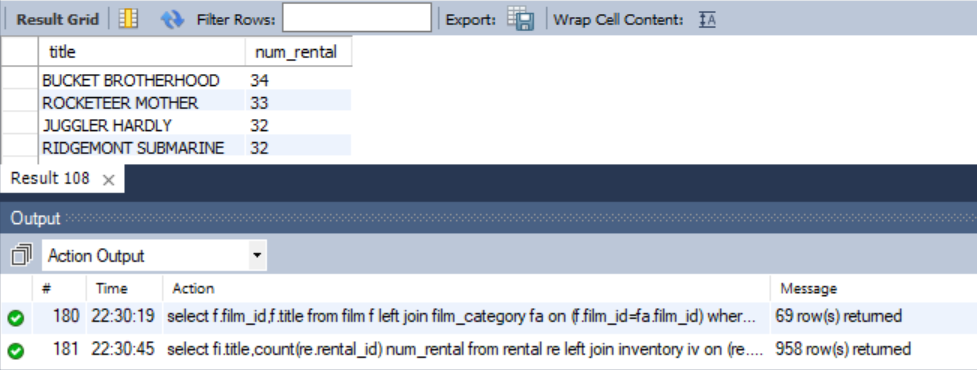 Result Grid Filter Rows: Export: Wrap Cell Content: IA
title num_rental
BUCKET BROTHERHOOD 34
ROCKETEER MOTHER 33
JUGGLER HARDLY 32
RIDGEMONT SUBMARINE 32
Result 108 ×
Output
Action Output
# Time Action Message
180 22:30:19 select f.film_id,f.title from film f left join film_category fa on (f.film_id=fa.film_id) wher... 69 row(s) returned
181 22:30:45 select fi.title,count(re.rental_id) num_rental from rental re left join inventory iv on (re.... 958 row(s) returned